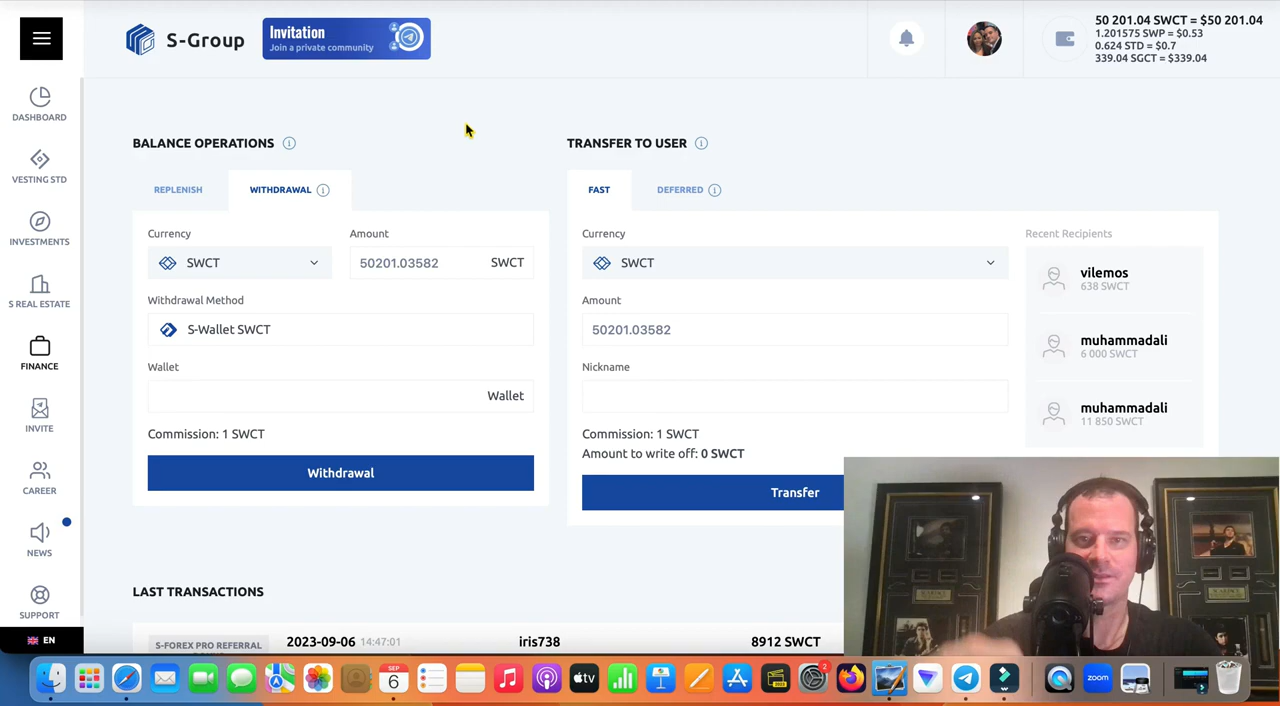 S-Group
Invitation
Join a private community
50 201.04 SWCT = $50 201.04
1.201575 SWP = $0.53
0.624 STD = $0.7
339.04 SGCT = $339.04
DASHBOARD
VESTING STD
INVESTMENTS
S REAL ESTATE
FINANCE
INVITE
CAREER
NEWS
SUPPORT
EN
BALANCE OPERATIONS
REPLENISH
WITHDRAWAL
Currency
Amount
SWCT
50201.03582
SWCT
Withdrawal Method
S-Wallet SWCT
Wallet
Wallet
Commission: 1 SWCT
Withdrawal
TRANSFER TO USER
FAST
DEFERRED
Currency
SWCT
Amount
50201.03582
Nickname
Commission: 1 SWCT
Amount to write off: 0 SWCT
Transfer
Recent Recipients
vilemos
638 SWCT
muhammadali
6 000 SWCT
muhammadali
11 850 SWCT
LAST TRANSACTIONS
S-FOREX PRO REFERRAL
2023-09-06 14:47:01
iris738
8912 SWCT
SEP
6
tv
2
zoom